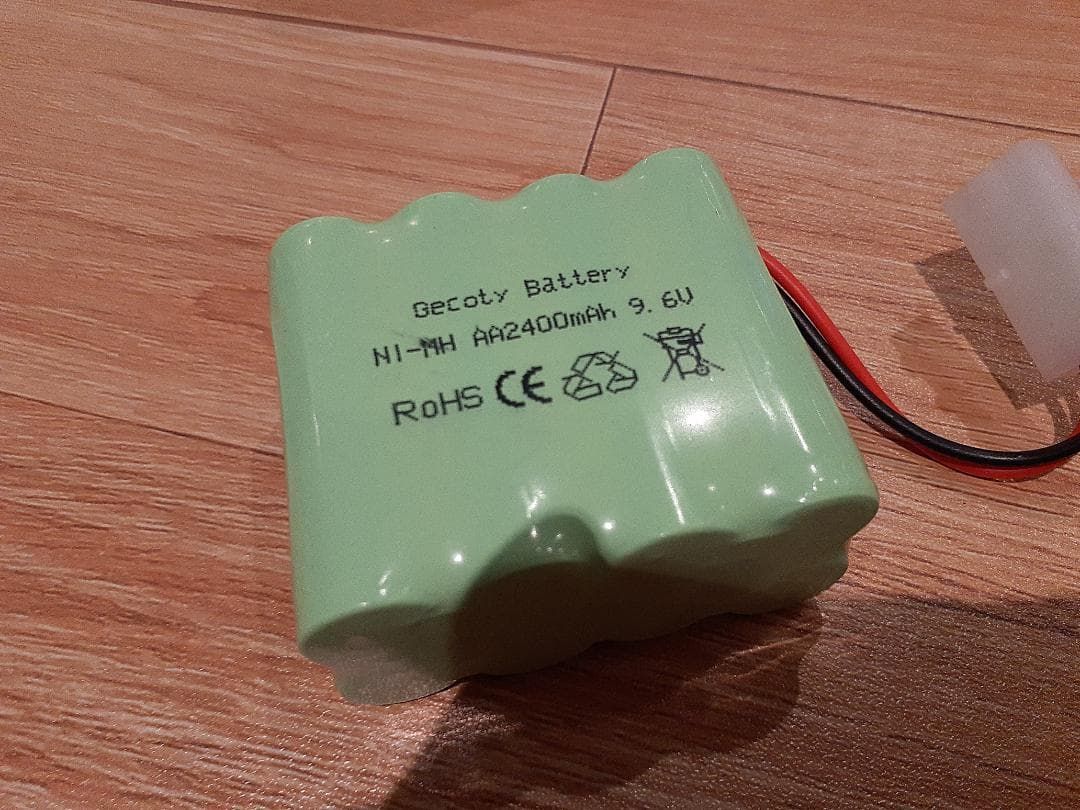 Gecoty Battery
NI-MH AA2400mAh 9.6V
RoHS CE